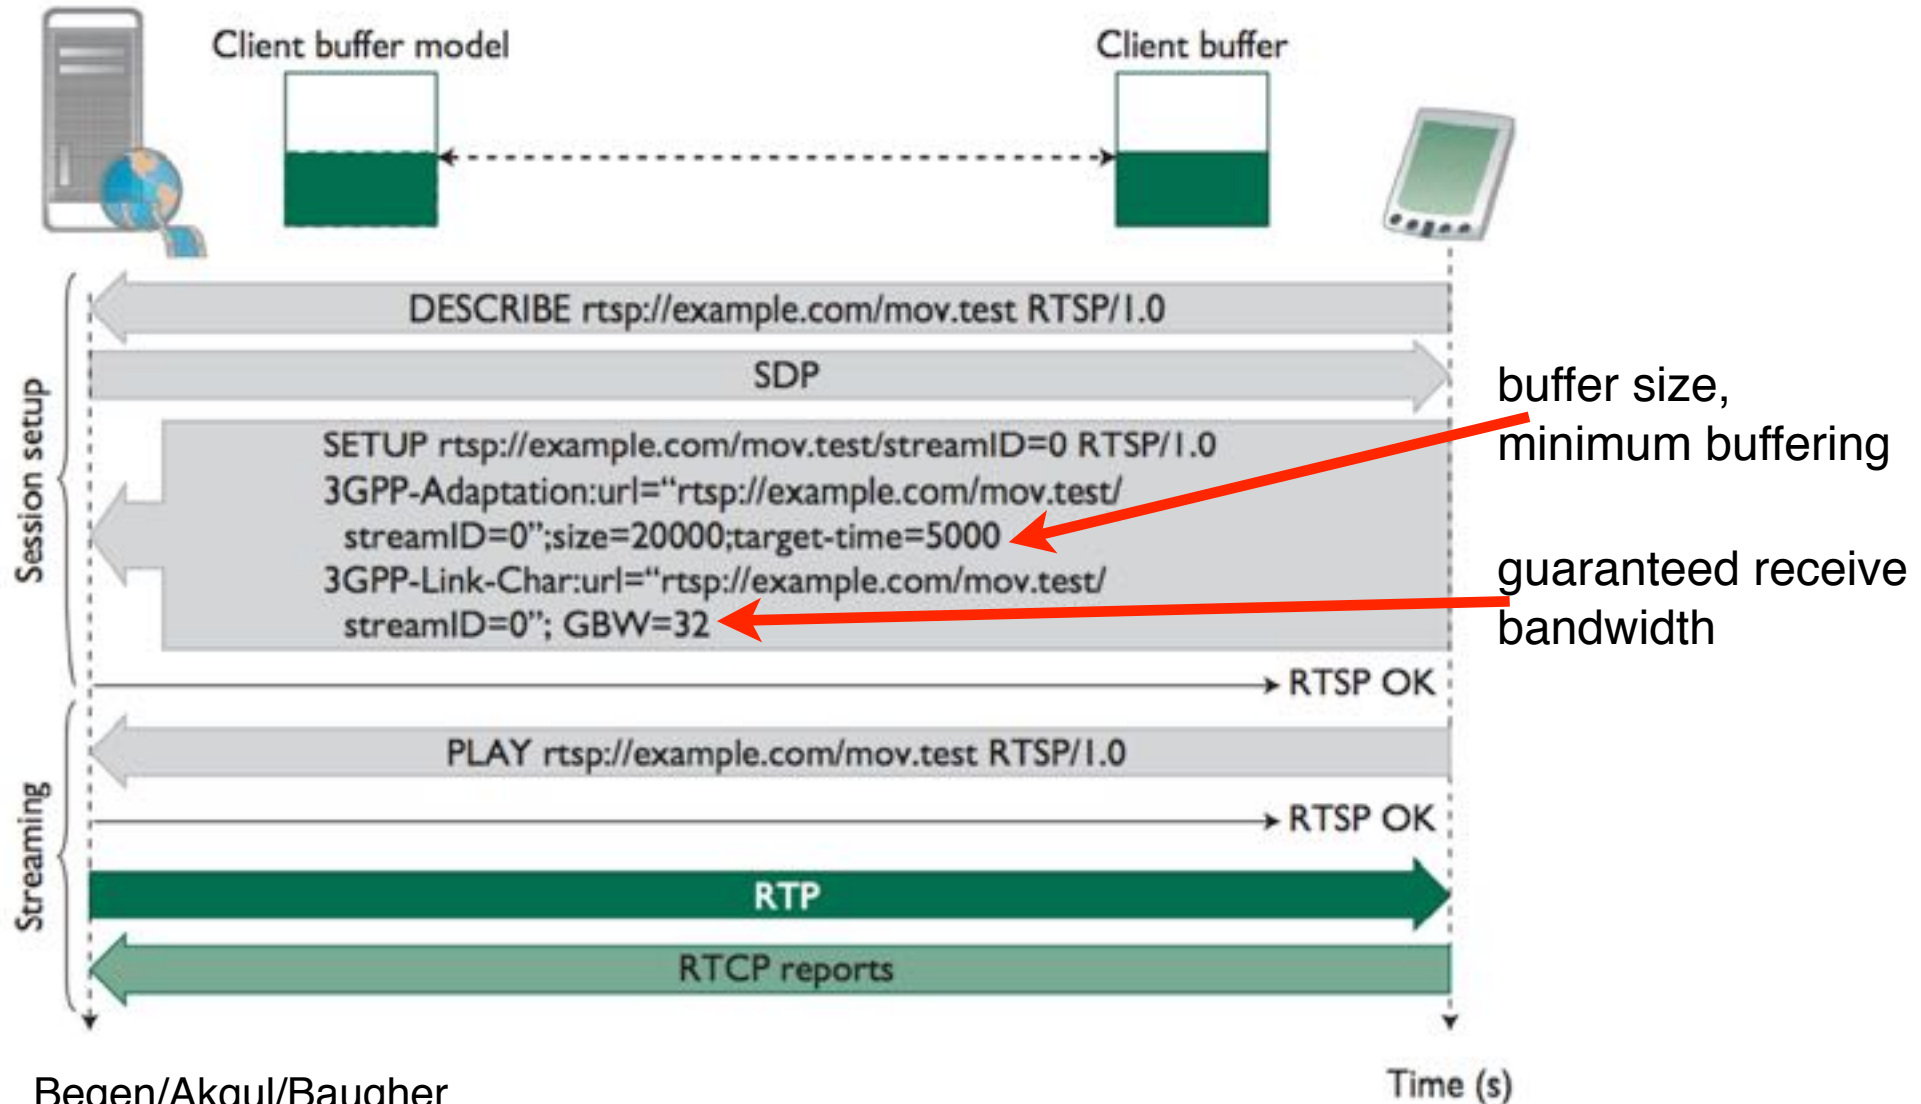 Client buffer model
Client buffer
DESCRIBE rtsp://example.com/mov.test RTSP/1.0
SDP
Session setup
SETUP rtsp://example.com/mov.test/streamID=0 RTSP/1.0
3GPP-Adaptation:url=“rtsp://example.com/mov.test/
streamID=0”;size=20000;target-time=5000
3GPP-Link-Char:url=“rtsp://example.com/mov.test/
streamID=0”; GBW=32
buffer size,
minimum buffering
guaranteed receive
bandwidth
RTSP OK
PLAY rtsp://example.com/mov.test RTSP/1.0
Streaming
RTSP OK
RTP
RTCP reports
Time (s)
Begen/Akgul/Baugher